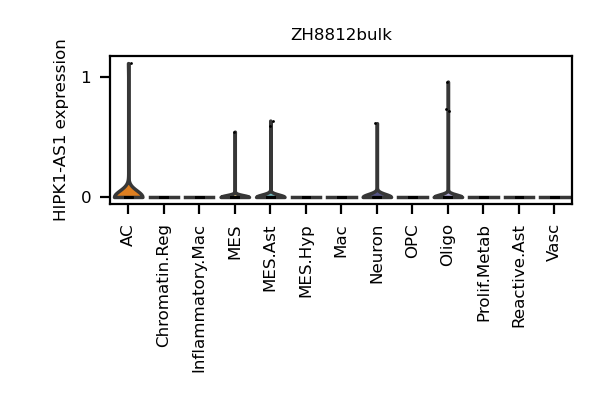 ZH8812bulk
HIPK1-AS1 expression
1
0
AC
Chromatin.Reg
Inflammatory.Mac
MES
MES.Ast
MES.Hyp
Mac
Neuron
OPC
Oligo
Prolif.Metab
Reactive.Ast
Vasc